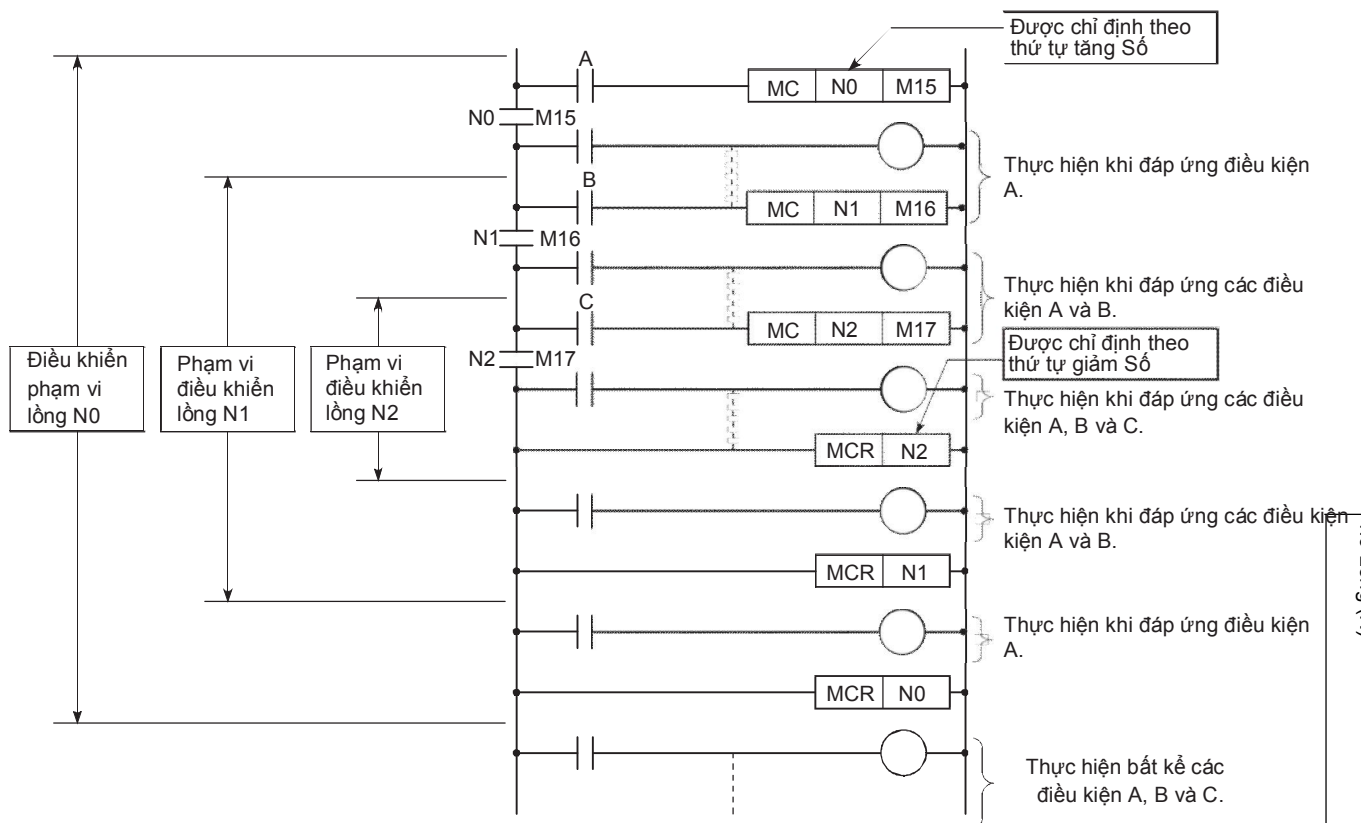 Được chỉ định theo
thứ tự tăng Số
A
MC N0 M15
N0 M15
Thực hiện khi đáp ứng điều kiện
A.
B
MC N1 M16
N1 M16
Thực hiện khi đáp ứng các điều
kiện A và B.
C
MC N2 M17
N2 M17
Được chỉ định theo
thứ tự giảm Số
Điều khiển
phạm vi
lồng N0
Phạm vi
điều khiển
lồng N1
Phạm vi
điều khiển
lồng N2
Thực hiện khi đáp ứng các điều
kiện A, B và C.
MCR N2
Thực hiện khi đáp ứng các điều kiện
kiện A và B.
MCR N1
Thực hiện khi đáp ứng điều kiện
A.
MCR N0
Thực hiện bất kể các
điều kiện A, B và C.